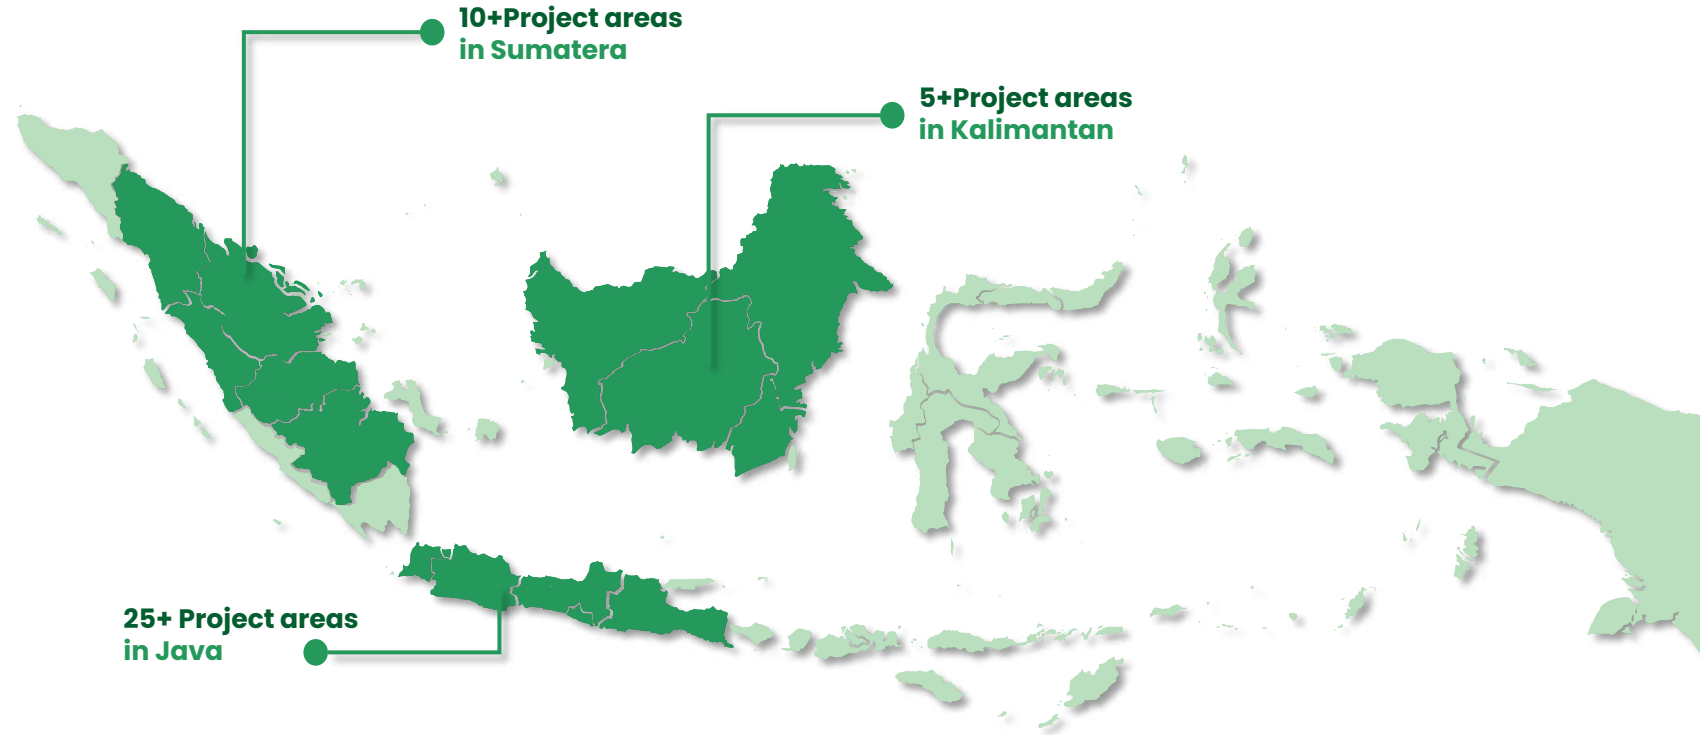 10+Project areas
in Sumatera
5+Project areas
in Kalimantan
25+ Project areas
in Java